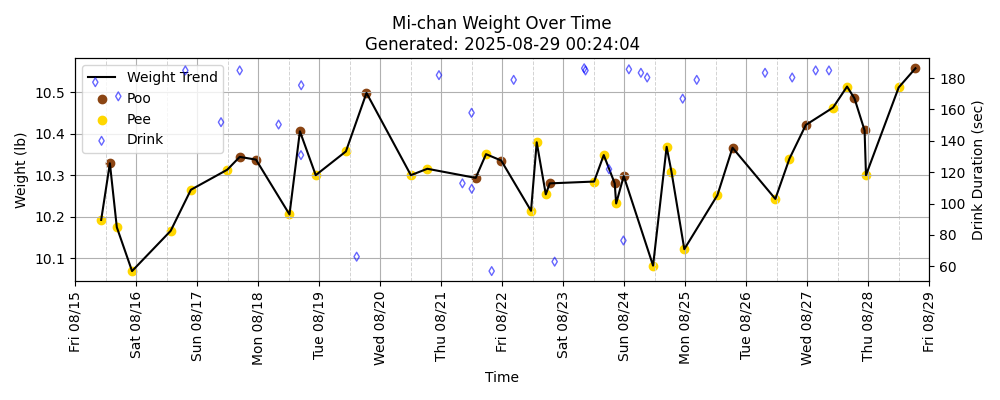 Mi-chan Weight Over Time
Generated: 2025-08-29 00:24:04
Weight (lb)
10.5
10.4
10.3
10.2
10.1
Weight Trend
Poo
Pee
Drink
180
160
140
120
100
80
60
Drink Duration (sec)
Fri 08/15
Sat 08/16
Sun 08/17
Mon 08/18
Tue 08/19
Wed 08/20
Thu 08/21
Fri 08/22
Sat 08/23
Sun 08/24
Mon 08/25
Tue 08/26
Wed 08/27
Thu 08/28
Fri 08/29
Time